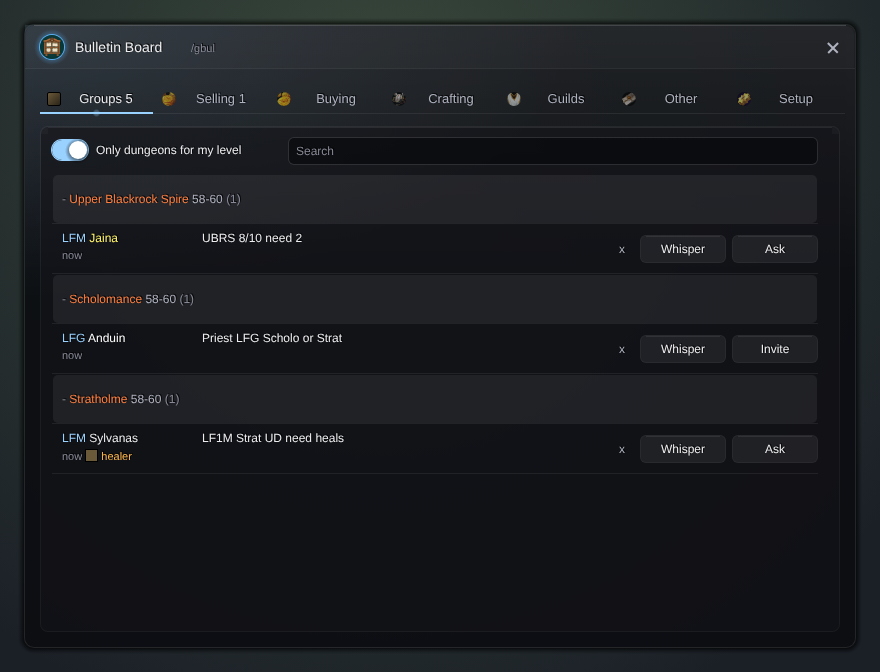 Bulletin Board /gbul
Groups 5 Selling 1 Buying Crafting Guilds Other Setup
Only dungeons for my level Search
- Upper Blackrock Spire 58-60 (1)
LFM Jaina UBRS 8/10 need 2 x Whisper Ask
now
- Scholomance 58-60 (1)
LFG Anduin Priest LFG Scholo or Strat x Whisper Invite
now
- Stratholme 58-60 (1)
LFM Sylvanas LF1M Strat UD need heals x Whisper Ask
now healer